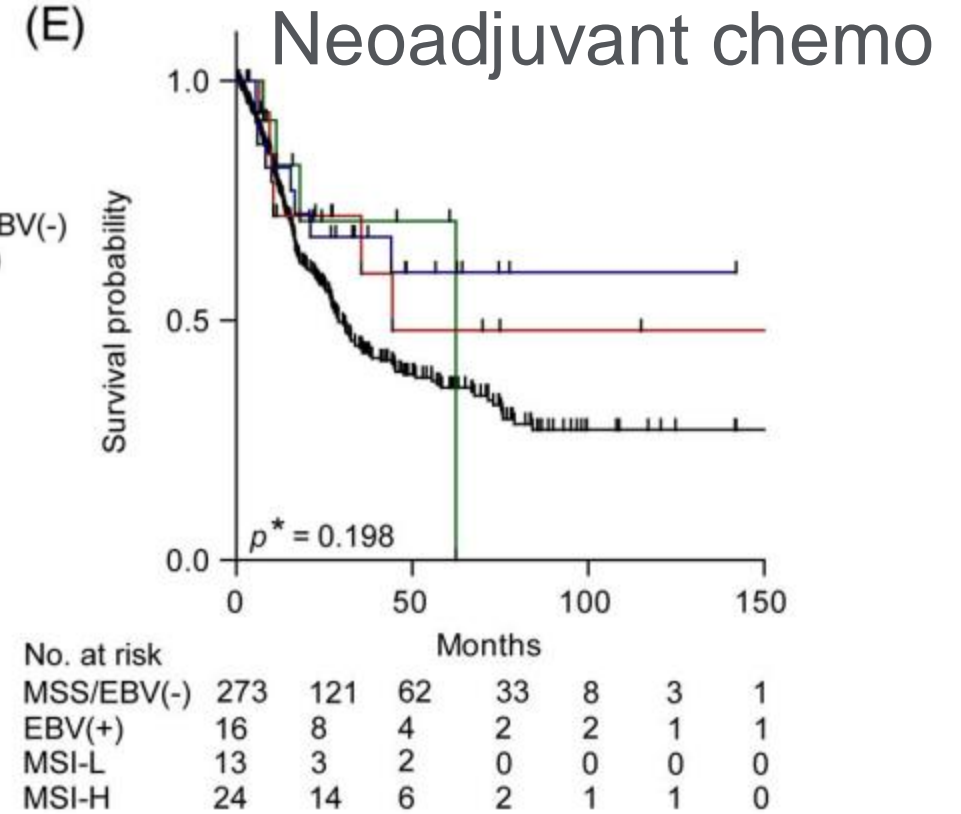 (E)
Neoadjuvant chemo
BV(-)
)
Survival probability
1.0
0.5
0.0
p* = 0.198
0 50 100 150
Months
No. at risk
MSS/EBV(-) 273 121 62 33 8 3 1
EBV(+) 16 8 4 2 2 1 1
MSI-L 13 3 2 0 0 0 0
MSI-H 24 14 6 2 1 1 0